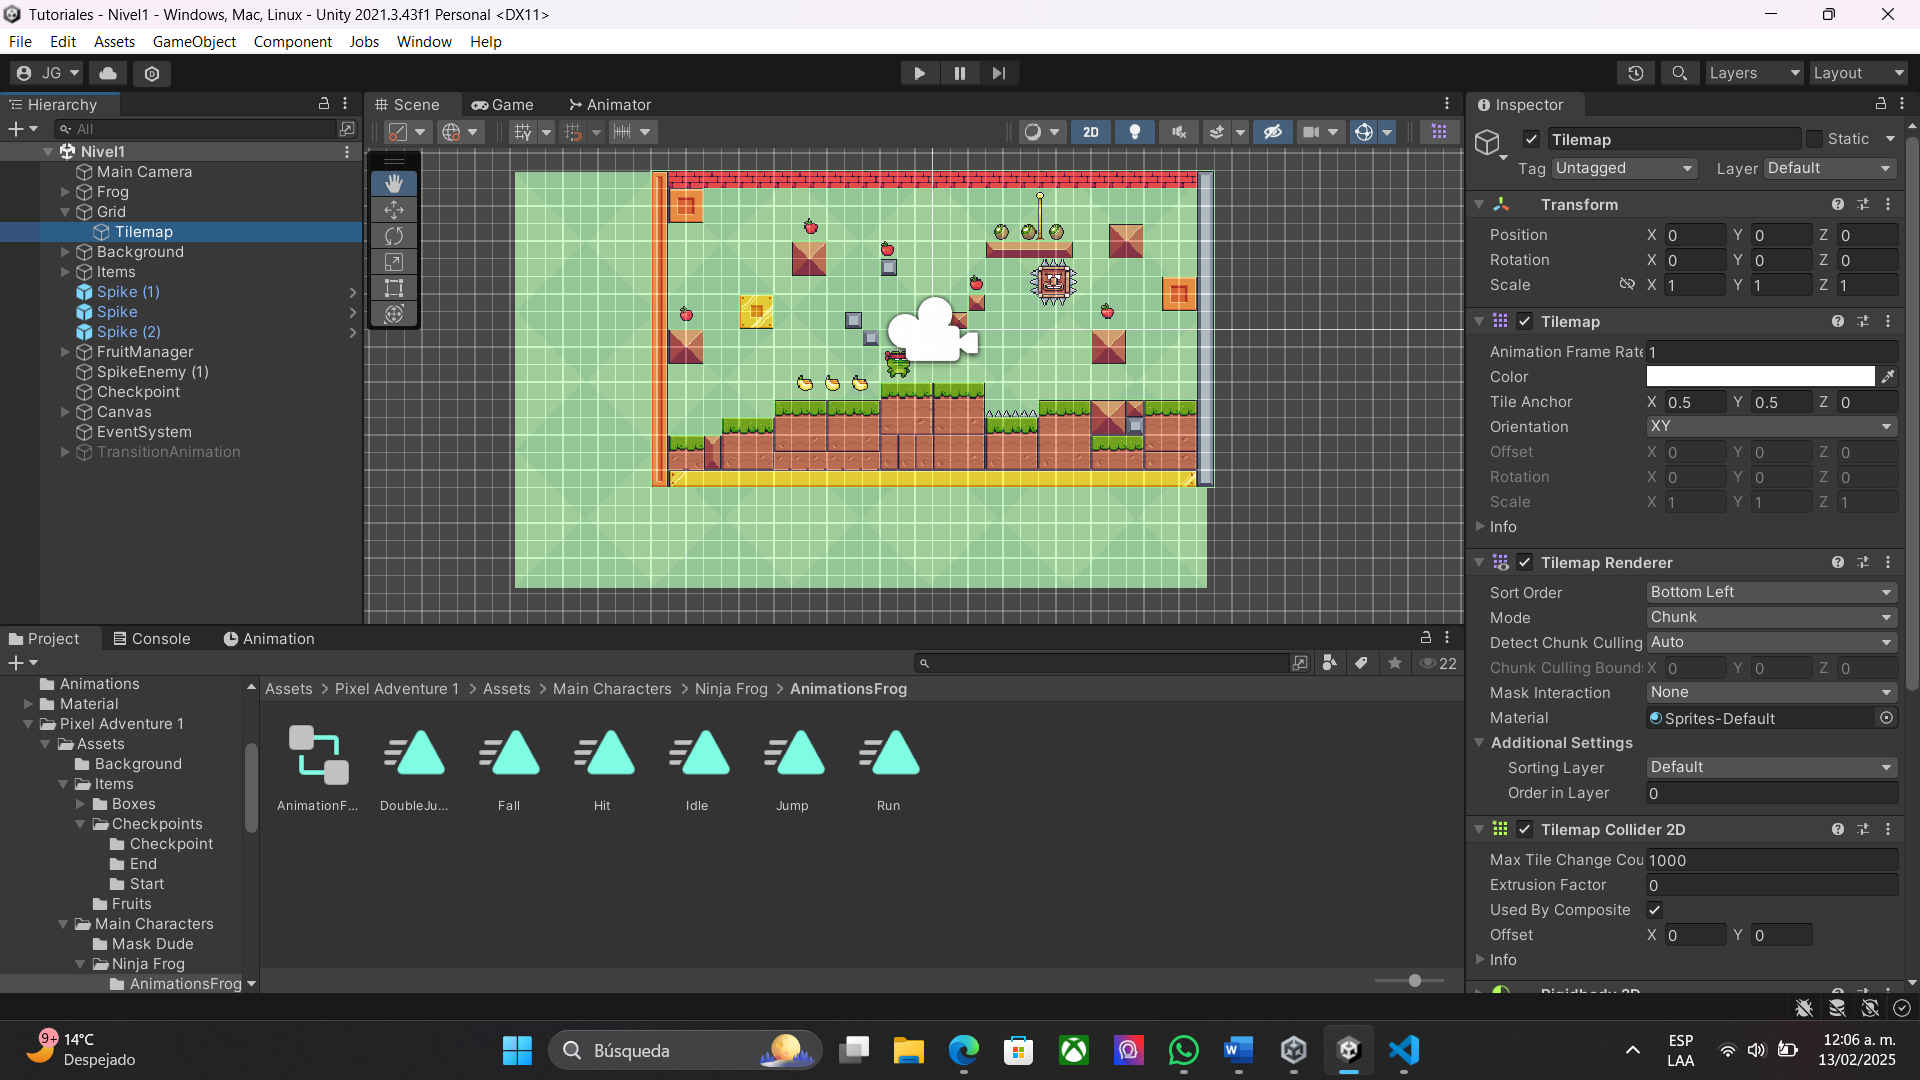 Tutoriales - Nivel1 - Windows, Mac, Linux - Unity 2021.3.43f1 Personal <DX11>
File Edit Assets GameObject Component Jobs Window Help
JG Layers Layout
Hierarchy
All
Nivel1
Main Camera
Frog
Grid
Tilemap
Background
Items
Spike (1)
Spike
Spike (2)
FruitManager
SpikeEnemy (1)
Checkpoint
Canvas
EventSystem
TransitionAnimation
Scene Game Animator
2D
Inspector
Tilemap Static
Tag Untagged Layer Default
Transform
Position X 0 Y 0 Z 0
Rotation X 0 Y 0 Z 0
Scale X 1 Y 1 Z 1
Tilemap
Animation Frame Rate 1
Color
Tile Anchor X 0.5 Y 0.5 Z 0
Orientation XY
Offset X 0 Y 0 Z 0
Rotation X 0 Y 0 Z 0
Scale X 1 Y 1 Z 1
Info
Tilemap Renderer
Sort Order Bottom Left
Mode Chunk
Detect Chunk Culling Auto
Chunk Culling Bounds X 0 Y 0 Z 0
Mask Interaction None
Material Sprites-Default
Additional Settings
Sorting Layer Default
Order in Layer 0
Tilemap Collider 2D
Max Tile Change Cou 1000
Extrusion Factor 0
Used By Composite
Offset X 0 Y 0
Info
Rigidbody 2D
Project Console Animation
22
Animations
Material
Pixel Adventure 1
Assets
Background
Items
Boxes
Checkpoints
Checkpoint
End
Start
Fruits
Main Characters
Mask Dude
Ninja Frog
AnimationsFrog
Assets > Pixel Adventure 1 > Assets > Main Characters > Ninja Frog > AnimationsFrog
AnimationF... DoubleJu... Fall Hit Idle Jump Run
9+ 14°C
Despejado
Búsqueda
ESP
LAA
12:06 a. m.
13/02/2025